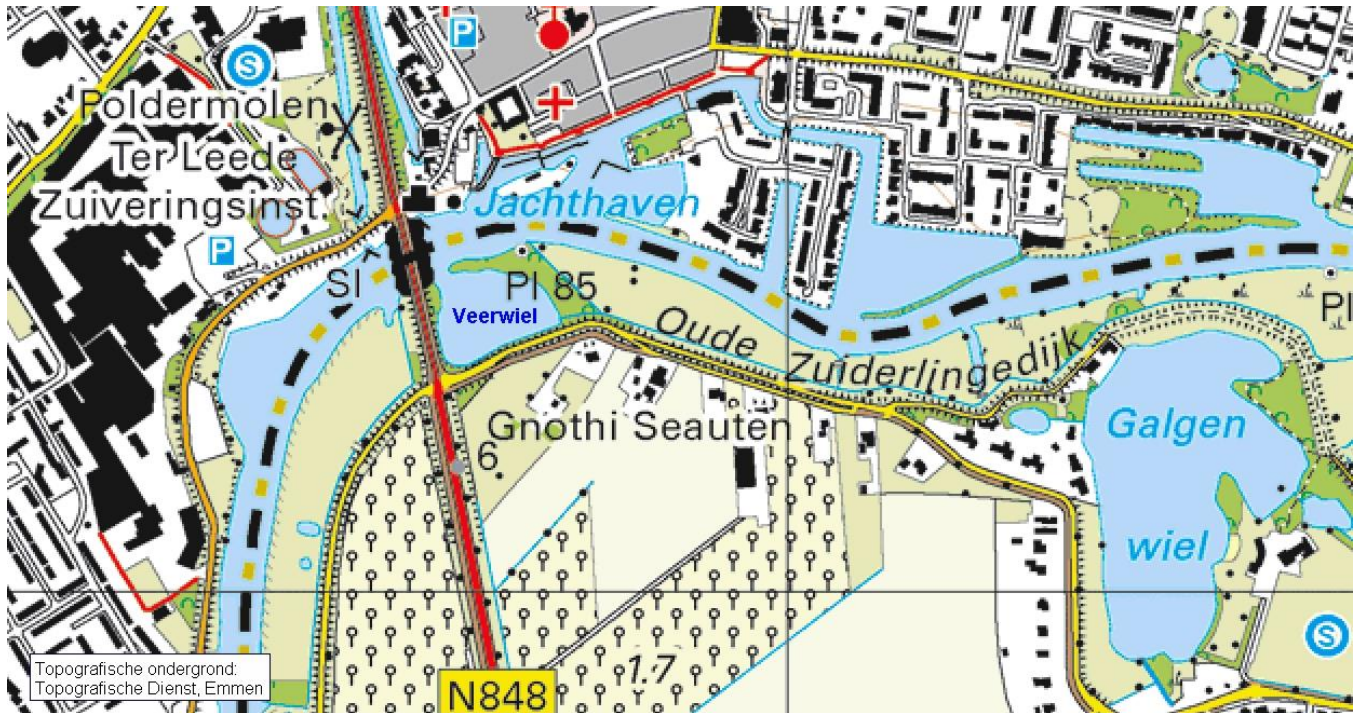 P
S
Poldermolen
Ter Leede
Zuiveringsinst.
Jachthaven
P
Sl
Pl 85
Pl
Veerwiel
Oude Zuiderlingedijk
Gnothi Seauten
Galgen
wiel
6
S
1.7
N848
Topografische ondergrond:
Topografische Dienst, Emmen